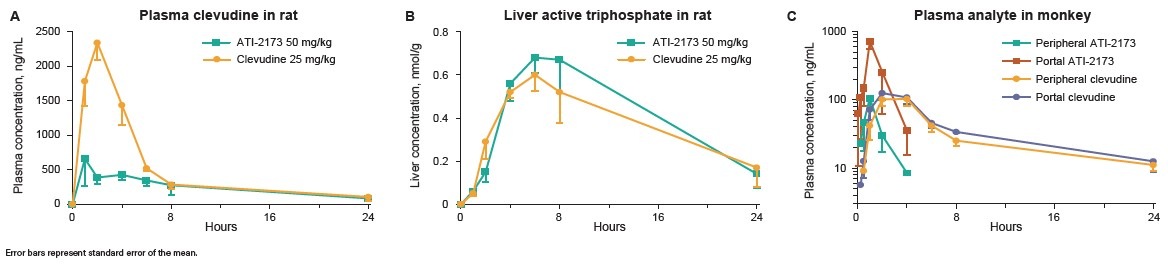 A
Plasma clevudine in rat
Plasma concentration, ng/mL
2500
2000
1500
1000
500
0
ATI-2173 50 mg/kg
Clevudine 25 mg/kg
0
8
16
24
Hours
B
Liver active triphosphate in rat
Liver concentration, nmol/g
0.8
0.6
0.4
0.2
0
ATI-2173 50 mg/kg
Clevudine 25 mg/kg
0
8
16
24
Hours
C
Plasma analyte in monkey
Plasma concentration, ng/mL
1000
100
10
Peripheral ATI-2173
Portal ATI-2173
Peripheral clevudine
Portal clevudine
0
8
16
24
Hours
Error bars represent standard error of the mean.